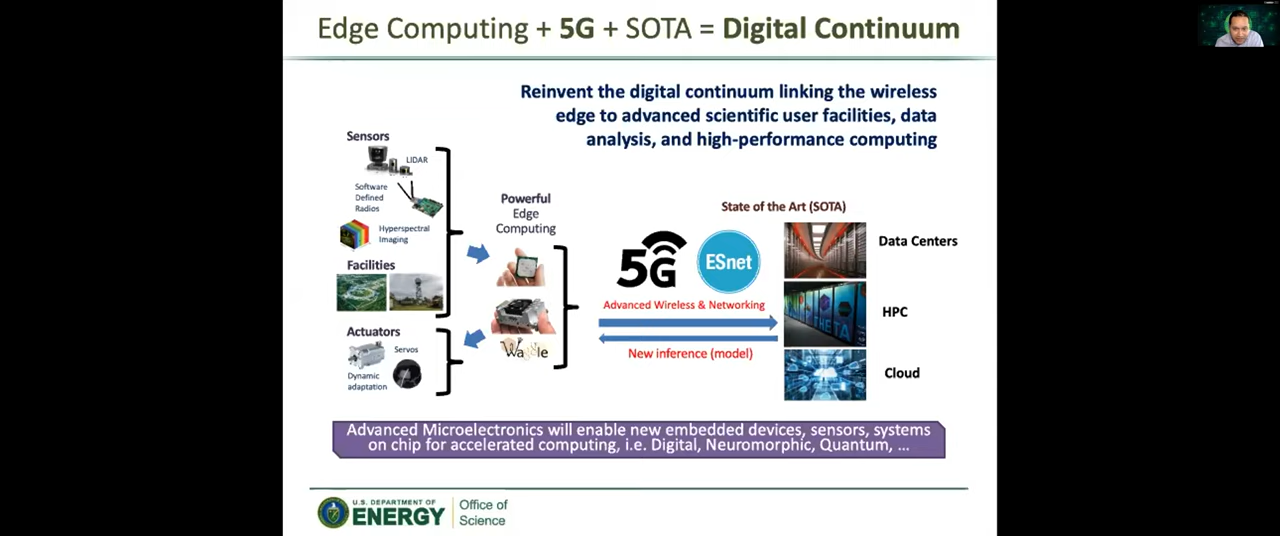 Edge Computing + 5G + SOTA = Digital Continuum
Reinvent the digital continuum linking the wireless
edge to advanced scientific user facilities, data
analysis, and high-performance computing
Sensors
LIDAR
Software
Defined
Radios
Hyperspectral
Imaging
Facilities
Actuators
Servos
Dynamic
adaptation
Powerful
Edge
Computing
Waggle
5G
ESnet
Advanced Wireless & Networking
New inference (model)
State of the Art (SOTA)
Data Centers
THETA
HPC
Cloud
Advanced Microelectronics will enable new embedded devices, sensors, systems
on chip for accelerated computing, i.e. Digital, Neuromorphic, Quantum, ...
U.S. DEPARTMENT OF
ENERGY
Office of
Science